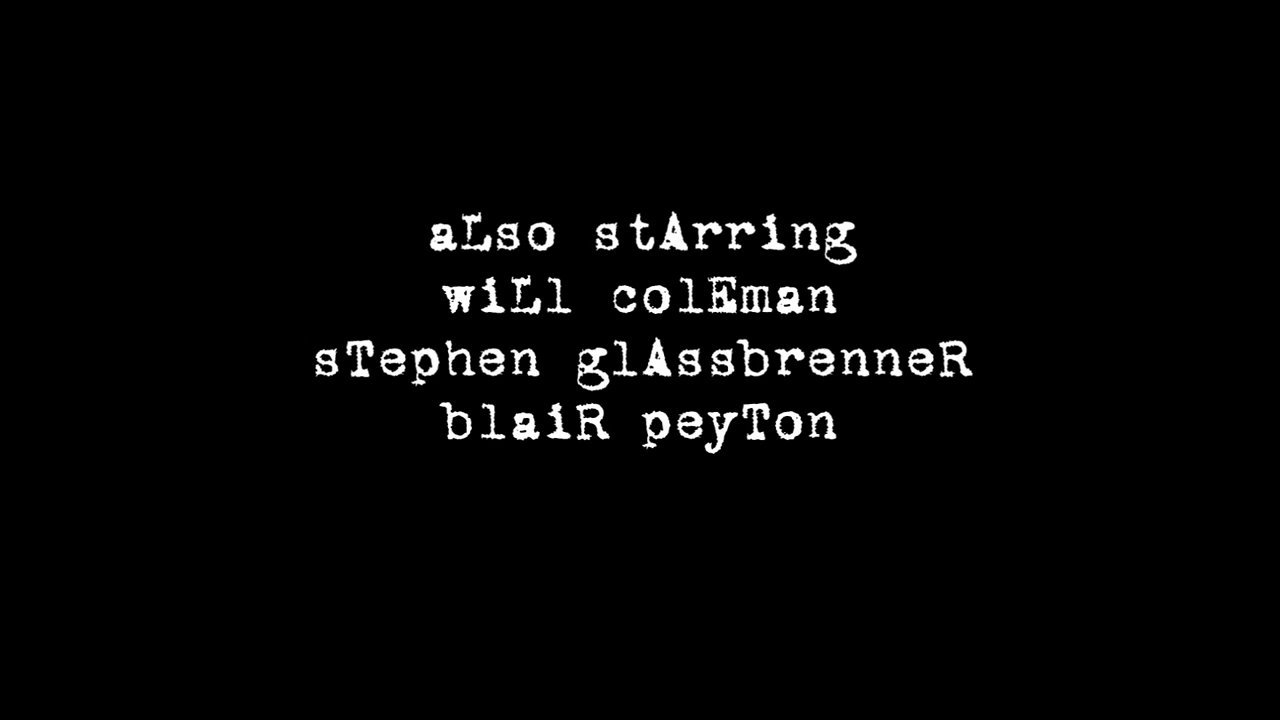 aLso stArring
wiLl colEman
sTephen glAssbrenneR
blaiR peyTon